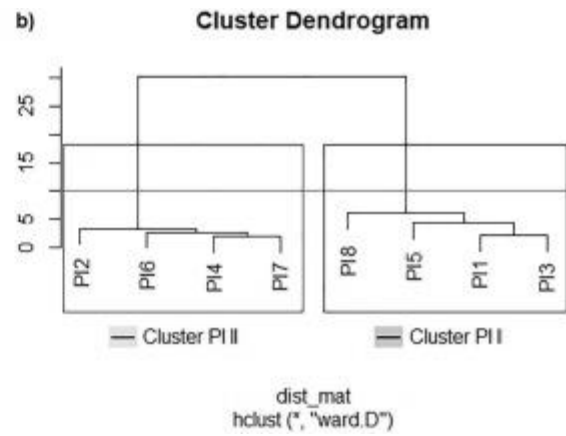 b) Cluster Dendrogram
25
15
5
0
PI2 PI6 PI4 PI7 PI8 PI5 PI1 PI3
Cluster PI II Cluster PI I
dist_mat
hclust (*, "ward.D")